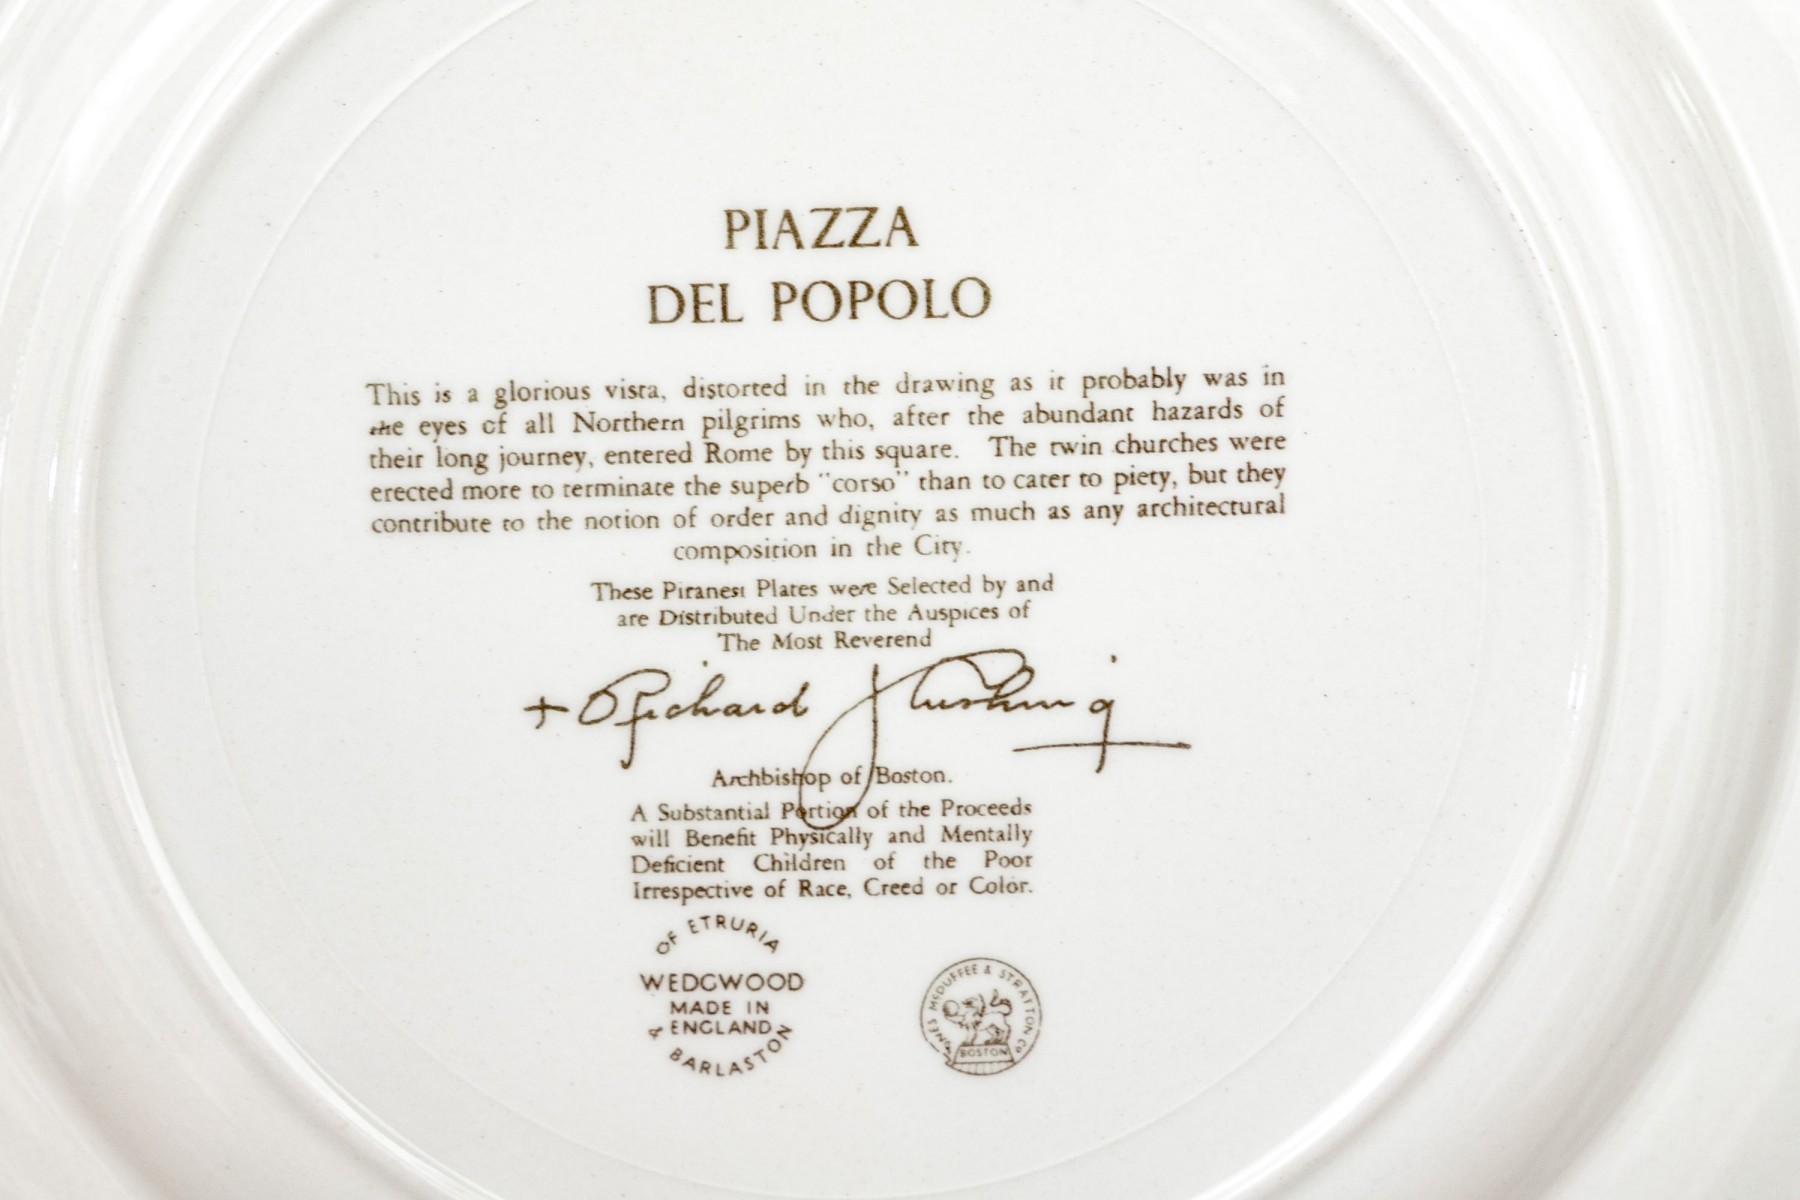 PIAZZA
DEL POPOLO
This is a glorious vista, distorted in the drawing as it probably was in
the eyes of all Northern pilgrims who, after the abundant hazards of
their long journey, entered Rome by this square. The twin churches were
erected more to terminate the superb "corso" than to cater to piety, but they
contribute to the notion of order and dignity as much as any architectural
composition in the City.
These Piranesi Plates were Selected by and
are Distributed Under the Auspices of
The Most Reverend
+ Richard J Cushing
Archbishop of Boston.
A Substantial Portion of the Proceeds
will Benefit Physically and Mentally
Deficient Children of the Poor
Irrespective of Race, Creed or Color.
OF ETRURIA
WEDGWOOD
MADE IN
ENGLAND
& BARLASTON
JONES McDUFFEE & STRATTON CO
BOSTON